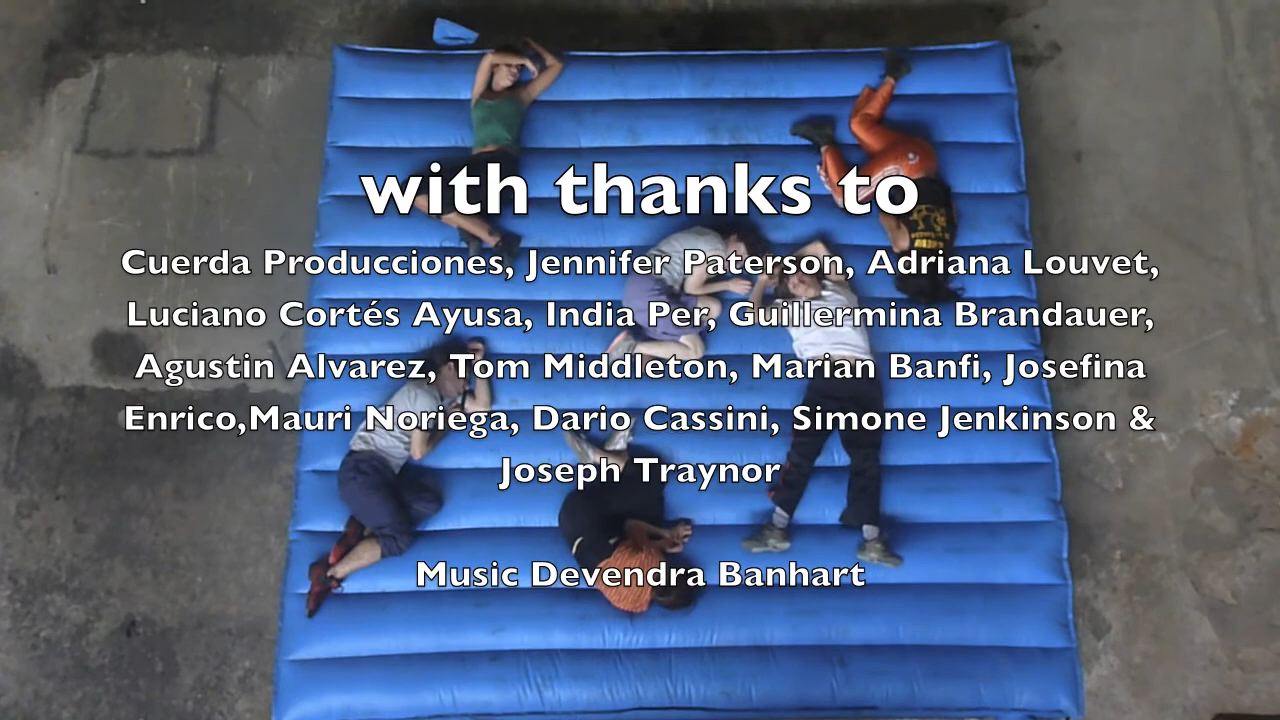 with thanks to
Cuerda Producciones, Jennifer Paterson, Adriana Louvet,
Luciano Cortés Ayusa, India Per, Guillermina Brandauer,
Agustin Alvarez, Tom Middleton, Marian Banfi, Josefina
Enrico,Mauri Noriega, Dario Cassini, Simone Jenkinson &
Joseph Traynor
Music Devendra Banhart